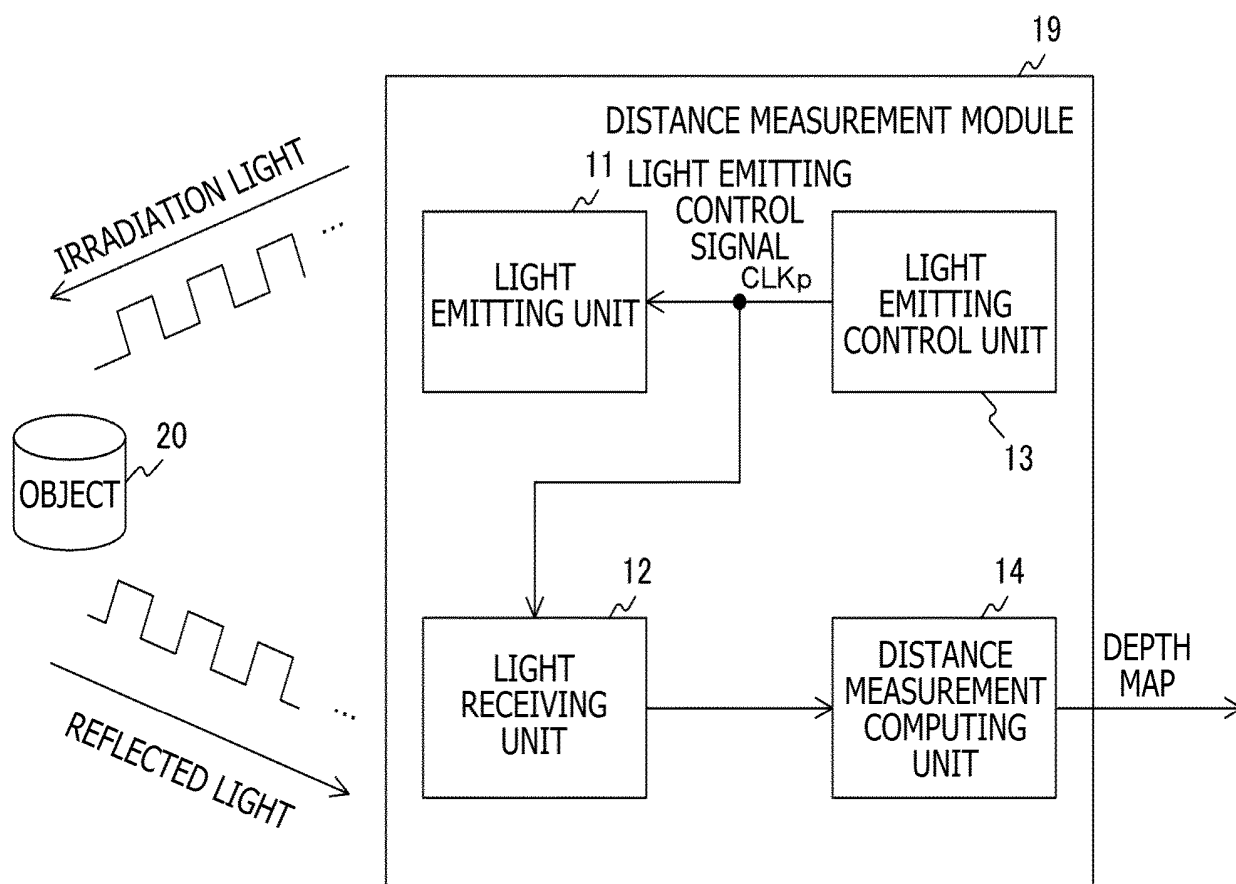 19
DISTANCE MEASUREMENT MODULE
IRRADIATION LIGHT
...
11
LIGHT EMITTING
CONTROL
SIGNAL
CLKp
LIGHT
EMITTING UNIT
LIGHT
EMITTING
CONTROL UNIT
13
20
OBJECT
12
LIGHT
RECEIVING
UNIT
14
DISTANCE
MEASUREMENT
COMPUTING
UNIT
DEPTH
MAP
...
REFLECTED LIGHT